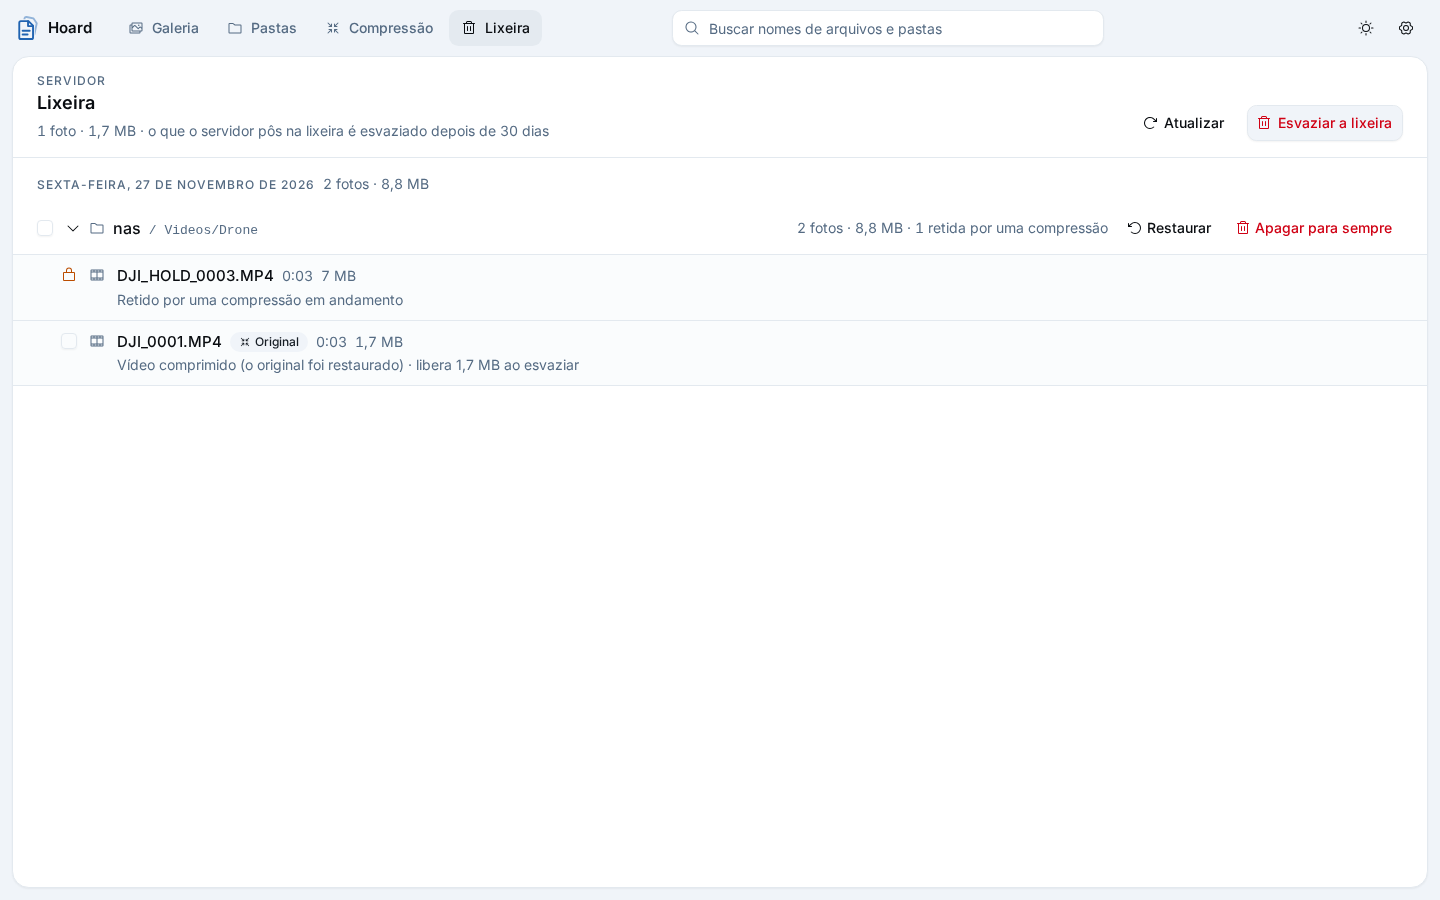 Hoard Galeria Pastas Compressão Lixeira Buscar nomes de arquivos e pastas
SERVIDOR
Lixeira
1 foto · 1,7 MB · o que o servidor pôs na lixeira é esvaziado depois de 30 dias
Atualizar Esvaziar a lixeira
SEXTA-FEIRA, 27 DE NOVEMBRO DE 2026 2 fotos · 8,8 MB
nas / Videos/Drone 2 fotos · 8,8 MB · 1 retida por uma compressão Restaurar Apagar para sempre
DJI_HOLD_0003.MP4 0:03 7 MB
Retido por uma compressão em andamento
DJI_0001.MP4 Original 0:03 1,7 MB
Vídeo comprimido (o original foi restaurado) · libera 1,7 MB ao esvaziar